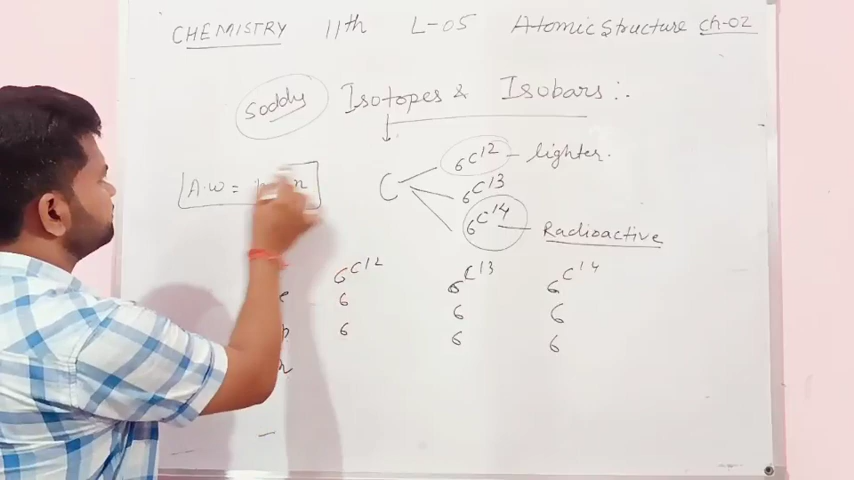 CHEMISTRY 11th L-05 Atomic Structure ch-02
Soddy Isotopes & Isobars :-
6C12 - lighter.
A.W = n
C 6C13
6C14 - Radioactive
6C12 6C13 6C14
e 6 6 6
p 6 6 6
n